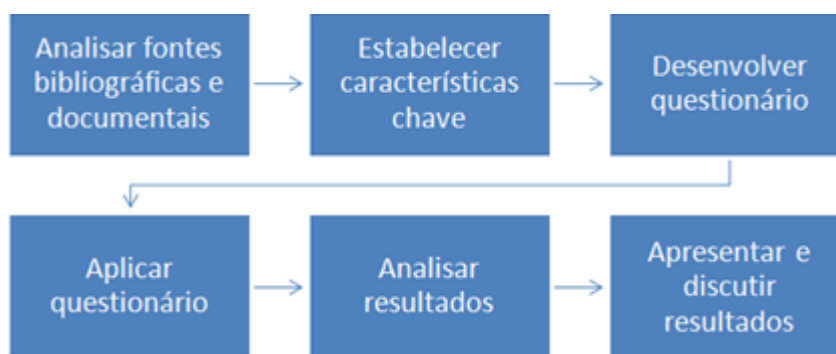 Analisar fontes
bibliográficas e
documentais
Estabelecer
características
chave
Desenvolver
questionário
Aplicar
questionário
Analisar
resultados
Apresentar e
discutir
resultados